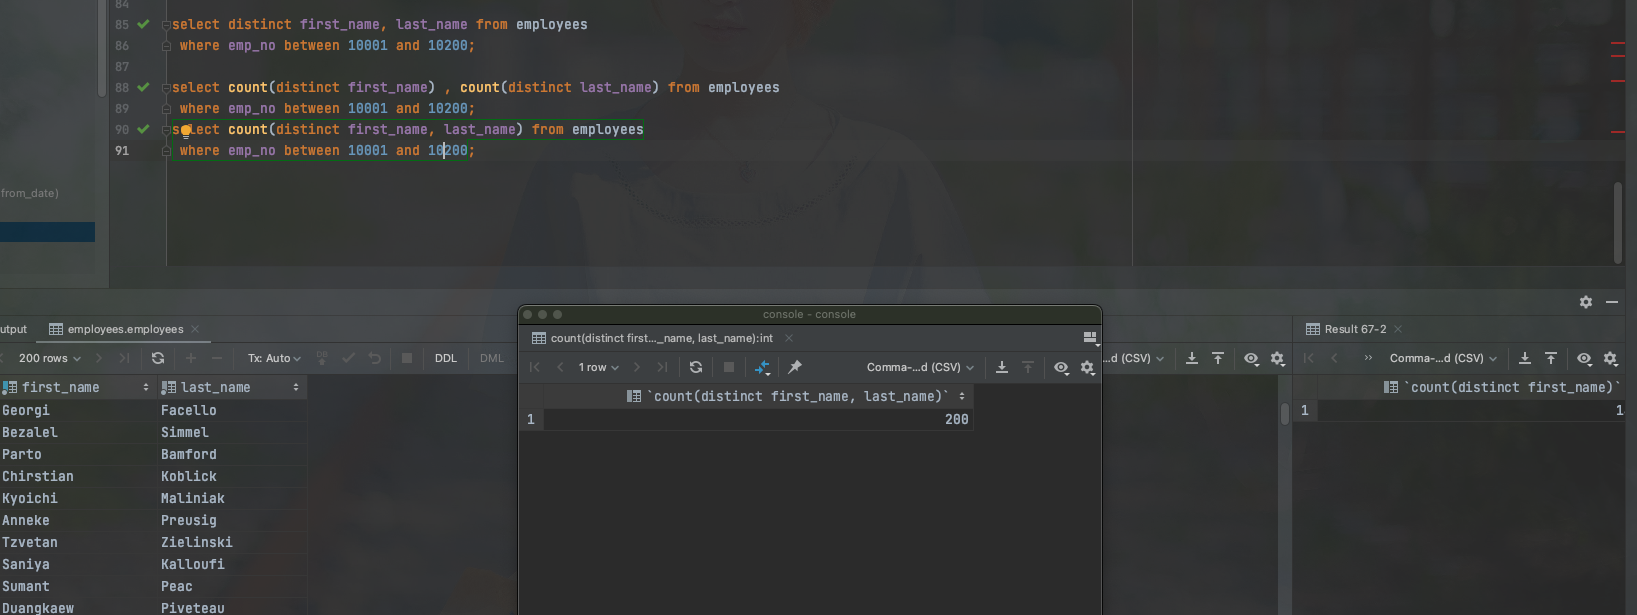 84
85 select distinct first_name, last_name from employees
86 where emp_no between 10001 and 10200;
87
88 select count(distinct first_name) , count(distinct last_name) from employees
89 where emp_no between 10001 and 10200;
90 select count(distinct first_name, last_name) from employees
91 where emp_no between 10001 and 10200;
from_date)
utput employees.employees
200 rows Tx: Auto DDL DML
first_name last_name
Georgi Facello
Bezalel Simmel
Parto Bamford
Chirstian Koblick
Kyoichi Maliniak
Anneke Preusig
Tzvetan Zielinski
Saniya Kalloufi
Sumant Peac
Duangkaew Piveteau
console - console
count(distinct first..._name, last_name):int
1 row Comma-...d (CSV)
`count(distinct first_name, last_name)`
1 200
...d (CSV)
Result 67-2
Comma-...d (CSV)
`count(distinct first_name)`
1